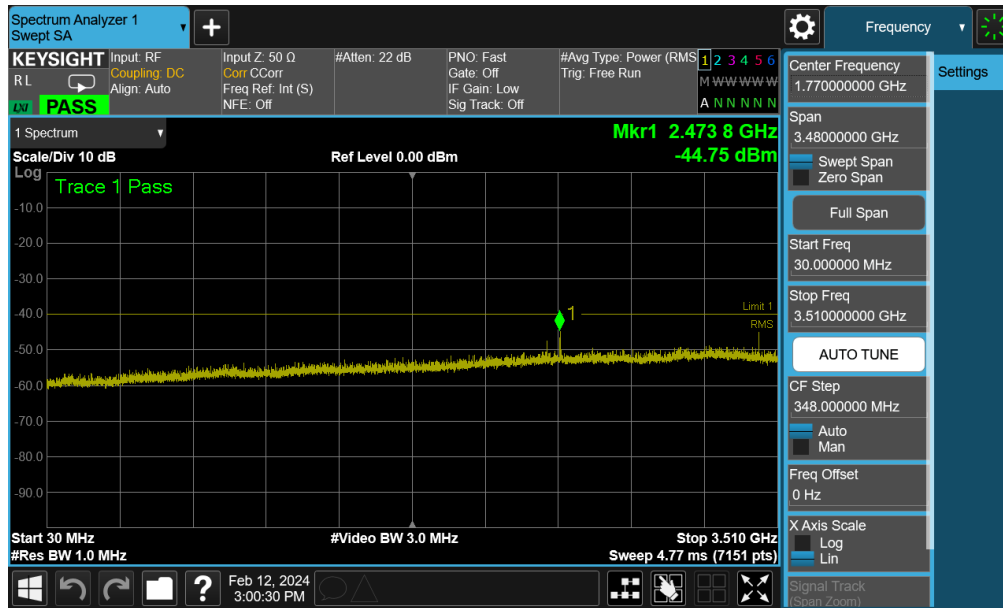 Spectrum Analyzer 1
Swept SA
Frequency
KEYSIGHT
RL
LXI PASS
Input: RF
Coupling: DC
Align: Auto
Input Z: 50 Ω
Corr CCorr
Freq Ref: Int (S)
NFE: Off
#Atten: 22 dB
PNO: Fast
Gate: Off
IF Gain: Low
Sig Track: Off
#Avg Type: Power (RMS
Trig: Free Run
1 2 3 4 5 6
M W W W W W
A N N N N N
1 Spectrum
Scale/Div 10 dB
Ref Level 0.00 dBm
Mkr1 2.473 8 GHz
-44.75 dBm
Log
Trace 1 Pass
-10.0
-20.0
-30.0
-40.0
-50.0
-60.0
-70.0
-80.0
-90.0
1
Limit 1
RMS
Start 30 MHz
#Res BW 1.0 MHz
#Video BW 3.0 MHz
Stop 3.510 GHz
Sweep 4.77 ms (7151 pts)
Center Frequency
1.770000000 GHz
Span
3.48000000 GHz
Swept Span
Zero Span
Full Span
Start Freq
30.000000 MHz
Stop Freq
3.510000000 GHz
AUTO TUNE
CF Step
348.000000 MHz
Auto
Man
Freq Offset
0 Hz
X Axis Scale
Log
Lin
Signal Track
(Span Zoom)
Settings
?
Feb 12, 2024
3:00:30 PM